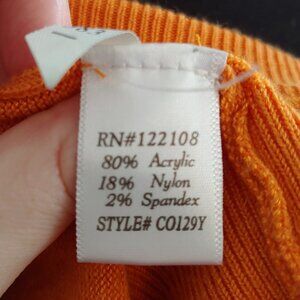 RN#122108
80% Acrylic
18% Nylon
2% Spandex
STYLE# CO129Y